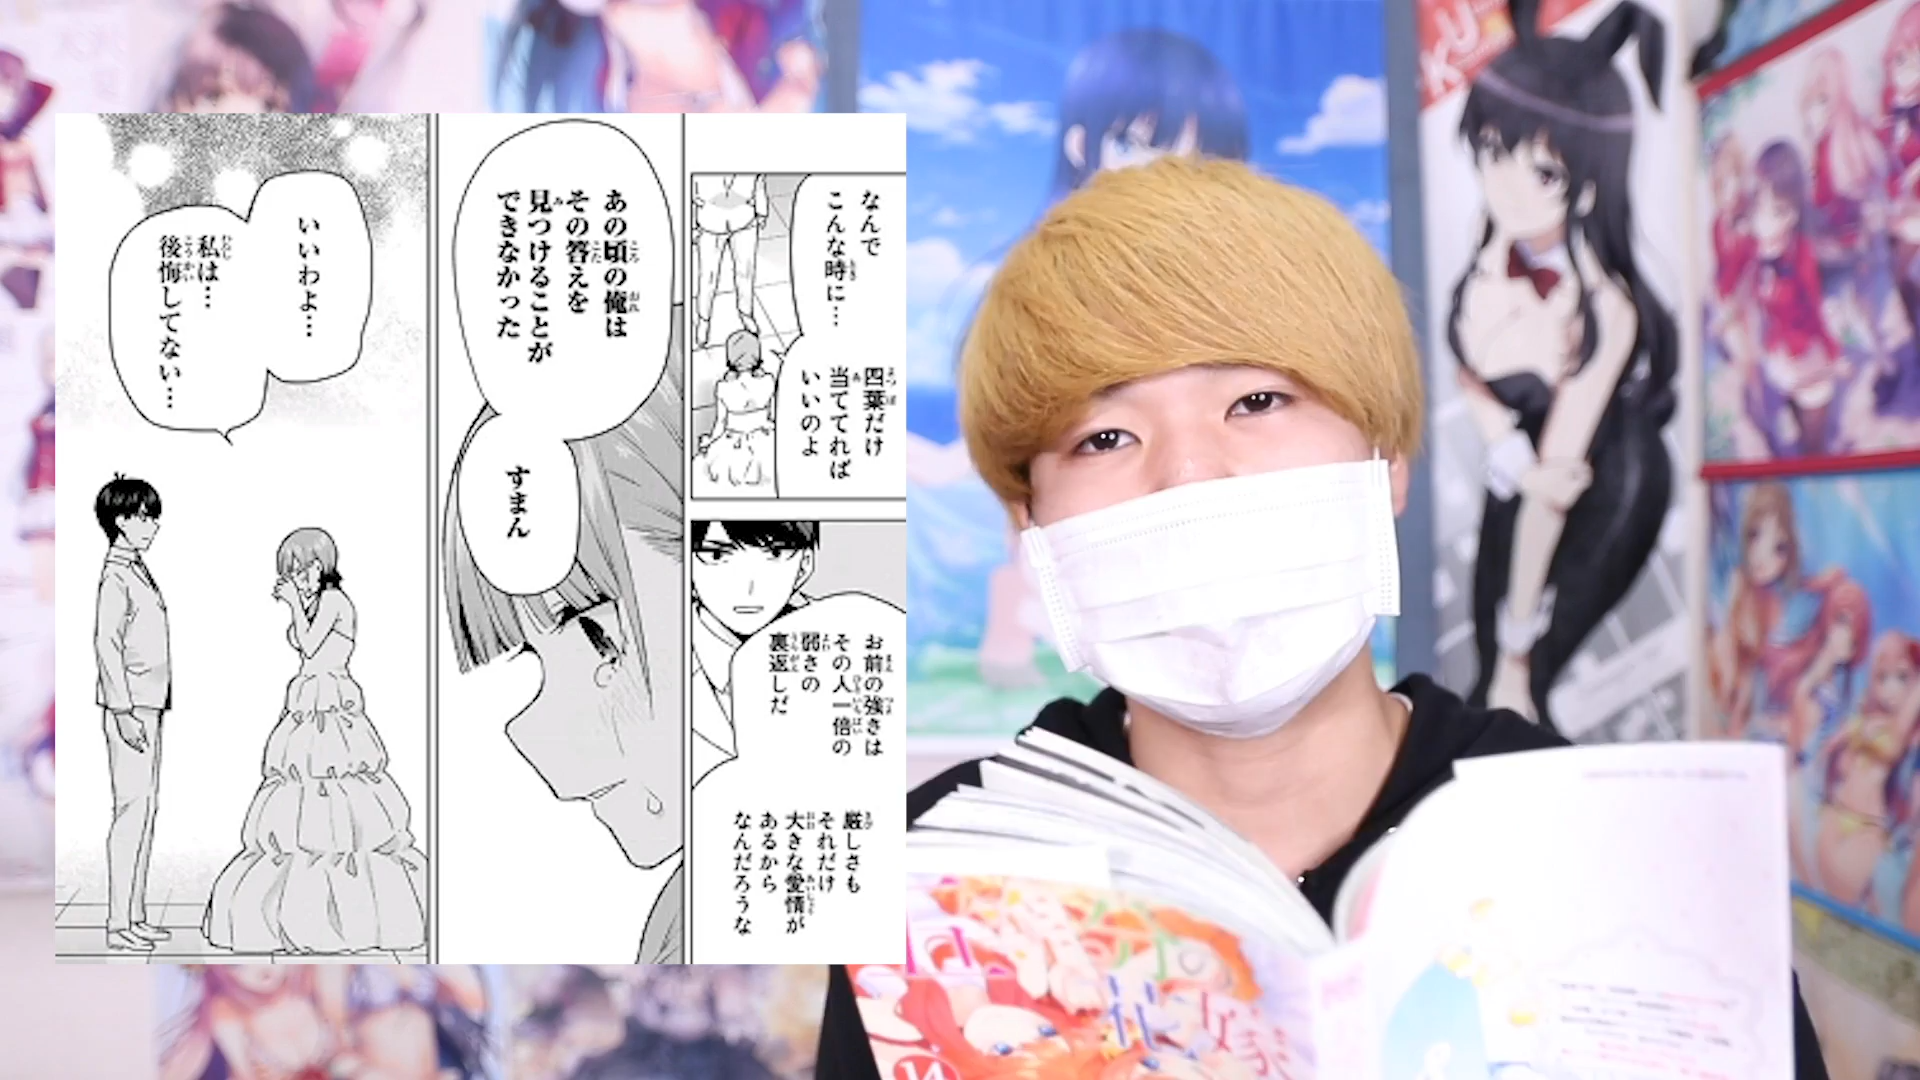 なんで
こんな時に…
四葉だけ
当ててれば
いいのよ
お前の強さは
その人一倍の
弱さの
裏返しだ
厳しさも
それだけ
大きな愛情が
あるから
なんだろうな
あの頃の俺は
その答えを
見つけることが
できなかった
すまん
いいわよ…
私は…
後悔してない…
KU
の
花嫁
14